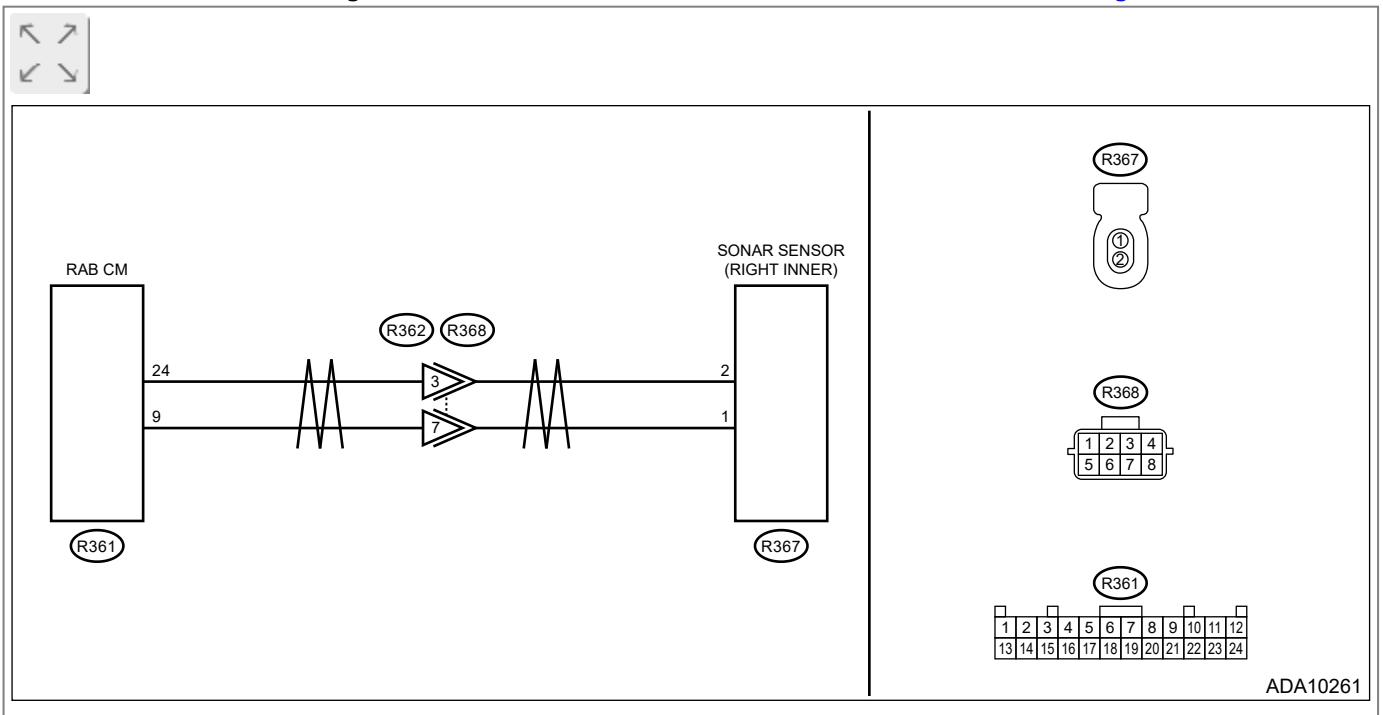 RAB CM
SONAR SENSOR
(RIGHT INNER)
R362 R368
24 3 2
9 7 1
R361 R367
R367
1
2
R368
1 2 3 4
5 6 7 8
R361
1 2 3 4 5 6 7 8 9 10 11 12
13 14 15 16 17 18 19 20 21 22 23 24
ADA10261